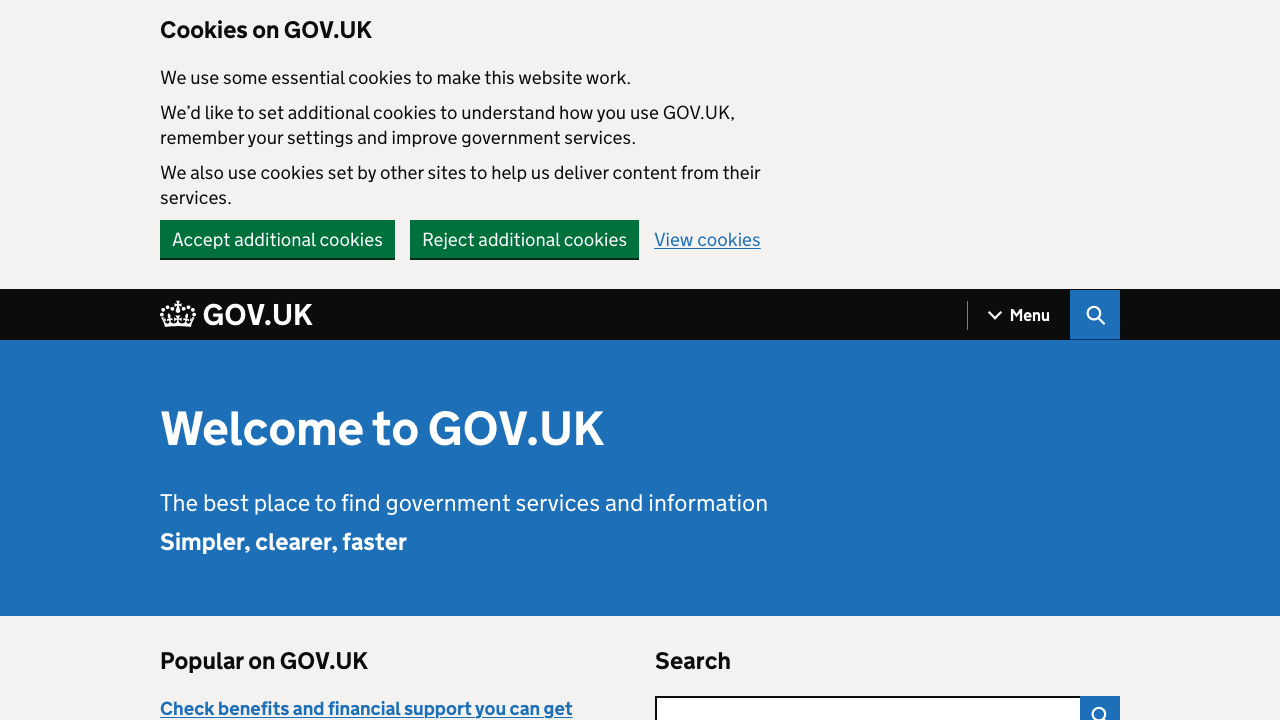 Cookies on GOV.UK
We use some essential cookies to make this website work.
We’d like to set additional cookies to understand how you use GOV.UK,
remember your settings and improve government services.
We also use cookies set by other sites to help us deliver content from their
services.
Accept additional cookies Reject additional cookies View cookies
GOV.UK Menu
Welcome to GOV.UK
The best place to find government services and information
Simpler, clearer, faster
Popular on GOV.UK
Search
Check benefits and financial support you can get